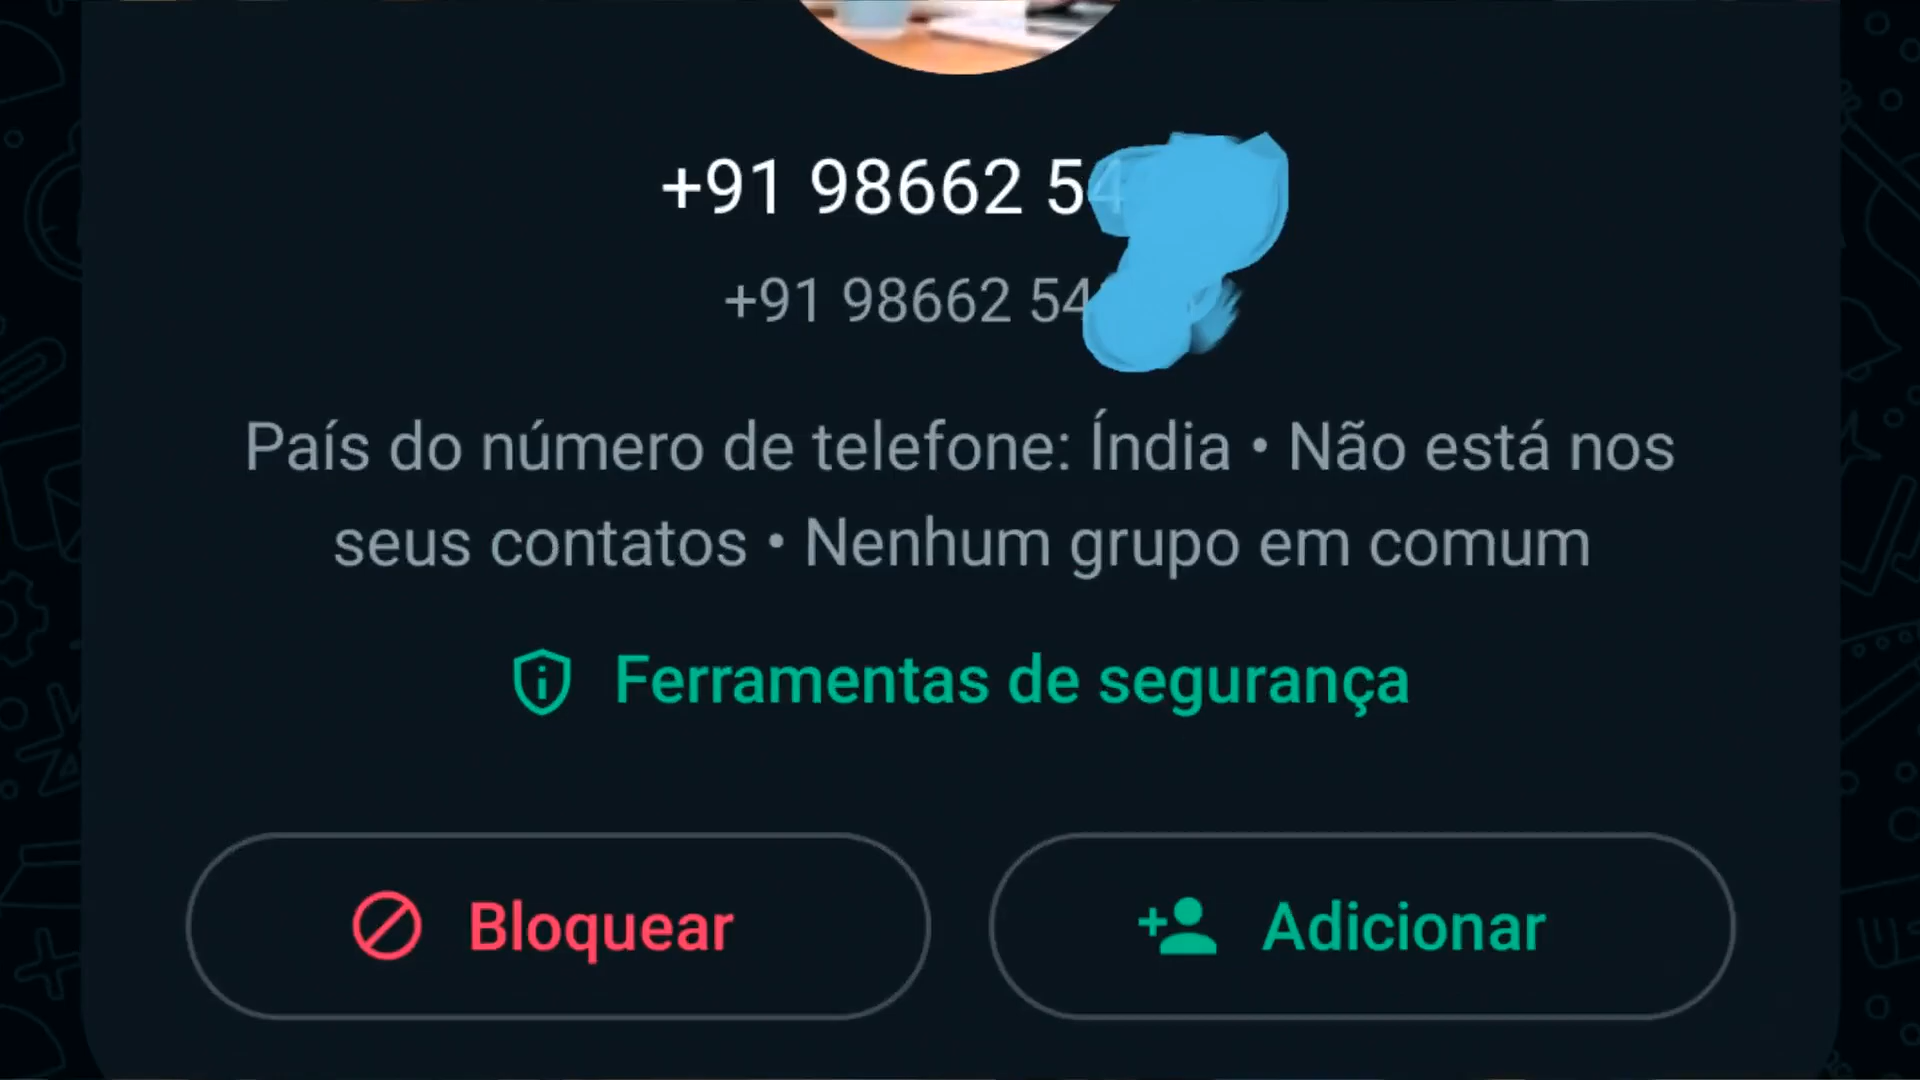 +91 98662 54
+91 98662 54
País do número de telefone: Índia • Não está nos
seus contatos • Nenhum grupo em comum
Ferramentas de segurança
Bloquear
Adicionar